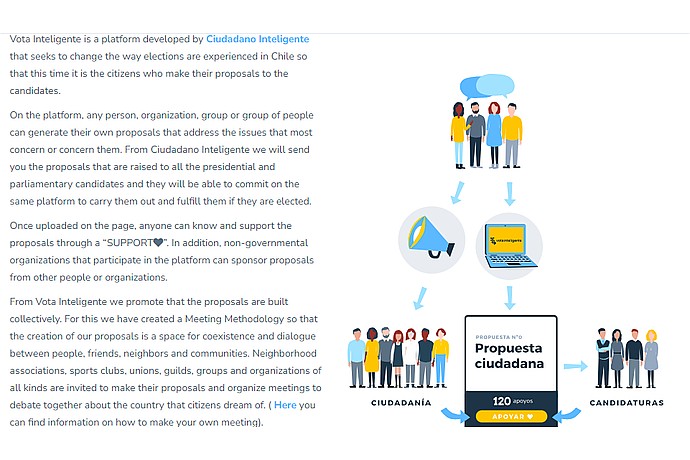 Vota Inteligente is a platform developed by Ciudadano Inteligente
that seeks to change the way elections are experienced in Chile so
that this time it is the citizens who make their proposals to the
candidates.
On the platform, any person, organization, group or group of people
can generate their own proposals that address the issues that most
concern or concern them. From Ciudadano Inteligente we will send
you the proposals that are raised to all the presidential and
parliamentary candidates and they will be able to commit on the
same platform to carry them out and fulfill them if they are elected.
Once uploaded on the page, anyone can know and support the
proposals through a “SUPPORT🖤”. In addition, non-governmental
organizations that participate in the platform can sponsor proposals
from other people or organizations.
From Vota Inteligente we promote that the proposals are built
collectively. For this we have created a Meeting Methodology so that
the creation of our proposals is a space for coexistence and dialogue
between people, friends, neighbors and communities. Neighborhood
associations, sports clubs, unions, guilds, groups and organizations of
all kinds are invited to make their proposals and organize meetings to
debate together about the country that citizens dream of. ( Here you
can find information on how to make your own meeting).
votainteligente
PROPUESTA N°0
Propuesta
ciudadana
120 apoyos
APOYAR ♥
CIUDADANÍA
CANDIDATURAS